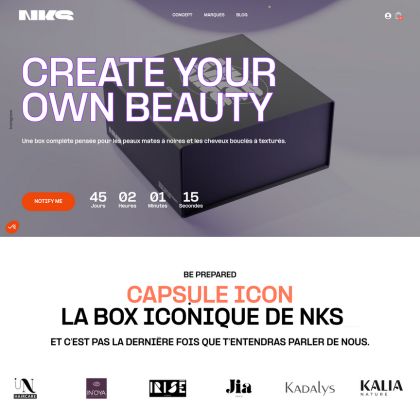 NKS
CONCEPT MARQUES BLOG
CREATE YOUR
OWN BEAUTY
Une box complète pensée pour les peaux mates à noires et les cheveux bouclés à texturés.
NOTIFY ME
45 02 01 15
Jours Heures Minutes Secondes
BE PREPARED
CAPSULE ICON
LA BOX ICONIQUE DE NKS
ET C'EST PAS LA DERNIÈRE FOIS QUE T'ENTENDRAS PARLER DE NOUS.
UN HAIRCARE
IN'OYA
Jia
KADALYS
KALIA
NATURE